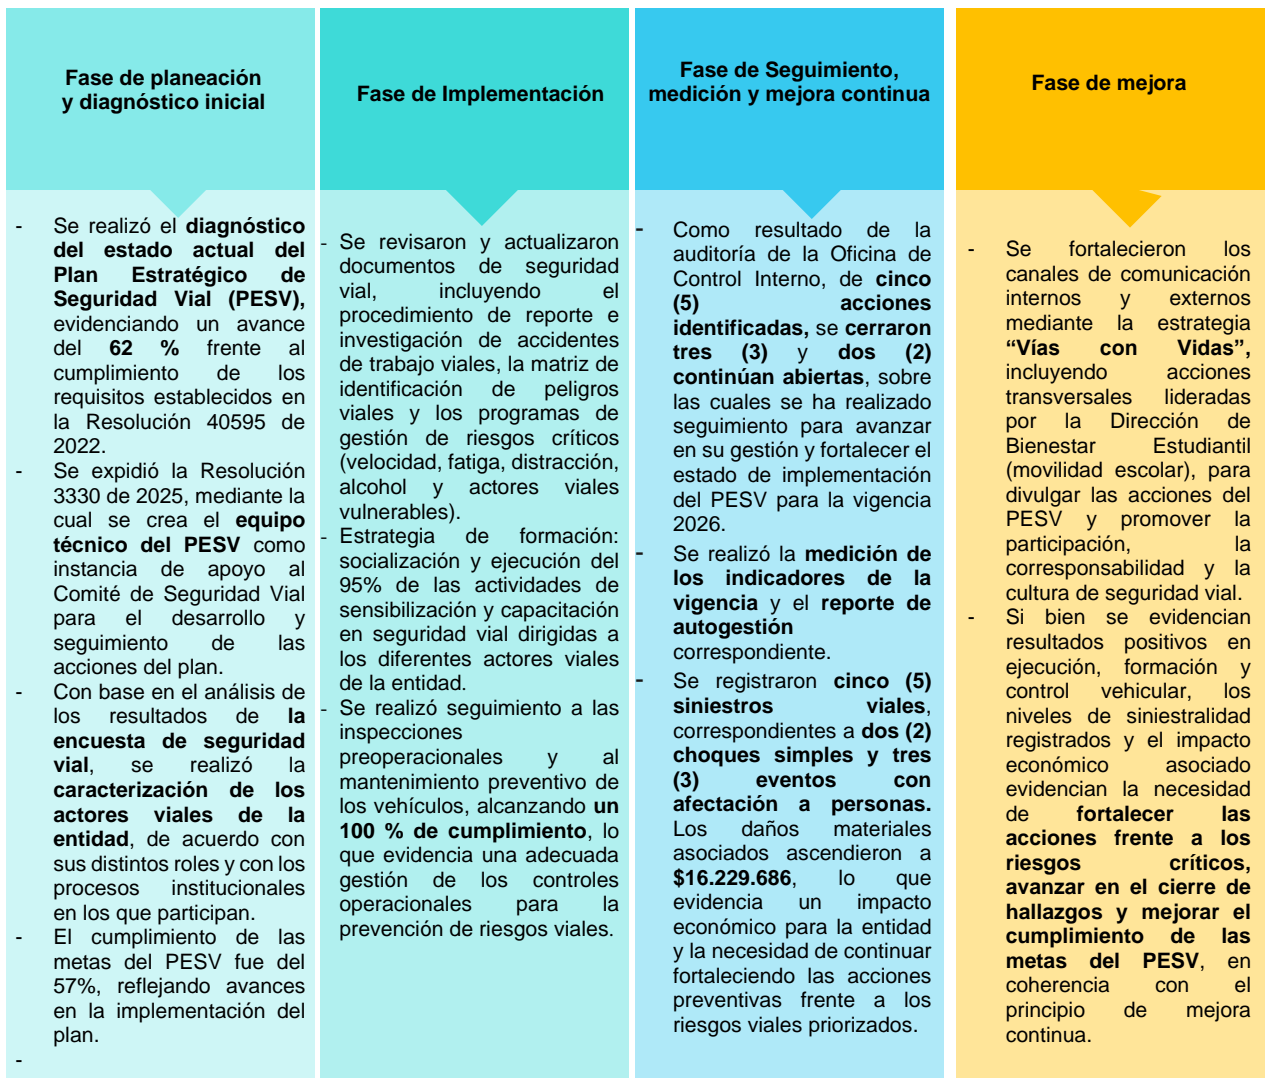 Fase de planeación
y diagnóstico inicial
- Se realizó el diagnóstico
del estado actual del
Plan Estratégico de
Seguridad Vial (PESV),
evidenciando un avance
del 62 % frente al
cumplimiento de los
requisitos establecidos en
la Resolución 40595 de
2022.
- Se expidió la Resolución
3330 de 2025, mediante la
cual se crea el equipo
técnico del PESV como
instancia de apoyo al
Comité de Seguridad Vial
para el desarrollo y
seguimiento de las
acciones del plan.
- Con base en el análisis de
los resultados de la
encuesta de seguridad
vial, se realizó la
caracterización de los
actores viales de la
entidad, de acuerdo con
sus distintos roles y con los
procesos institucionales
en los que participan.
- El cumplimiento de las
metas del PESV fue del
57%, reflejando avances
en la implementación del
plan.
-
Fase de Implementación
- Se revisaron y actualizaron
documentos de seguridad
vial, incluyendo el
procedimiento de reporte e
investigación de accidentes
de trabajo viales, la matriz de
identificación de peligros
viales y los programas de
gestión de riesgos críticos
(velocidad, fatiga, distracción,
alcohol y actores viales
vulnerables).
- Estrategia de formación:
socialización y ejecución del
95% de las actividades de
sensibilización y capacitación
en seguridad vial dirigidas a
los diferentes actores viales
de la entidad.
- Se realizó seguimiento a las
inspecciones
preoperacionales y al
mantenimiento preventivo de
los vehículos, alcanzando un
100 % de cumplimiento, lo
que evidencia una adecuada
gestión de los controles
operacionales para la
prevención de riesgos viales.
Fase de Seguimiento,
medición y mejora continua
- Como resultado de la
auditoría de la Oficina de
Control Interno, de cinco
(5) acciones
identificadas, se cerraron
tres (3) y dos (2)
continúan abiertas, sobre
las cuales se ha realizado
seguimiento para avanzar
en su gestión y fortalecer el
estado de implementación
del PESV para la vigencia
2026.
- Se realizó la medición de
los indicadores de la
vigencia y el reporte de
autogestión
correspondiente.
- Se registraron cinco (5)
siniestros viales,
correspondientes a dos (2)
choques simples y tres
(3) eventos con
afectación a personas.
Los daños materiales
asociados ascendieron a
$16.229.686, lo que
evidencia un impacto
económico para la entidad
y la necesidad de continuar
fortaleciendo las acciones
preventivas frente a los
riesgos viales priorizados.
Fase de mejora
- Se fortalecieron los
canales de comunicación
internos y externos
mediante la estrategia
“Vías con Vidas”,
incluyendo acciones
transversales lideradas
por la Dirección de
Bienestar Estudiantil
(movilidad escolar), para
divulgar las acciones del
PESV y promover la
participación, la
corresponsabilidad y la
cultura de seguridad vial.
- Si bien se evidencian
resultados positivos en
ejecución, formación y
control vehicular, los
niveles de siniestralidad
registrados y el impacto
económico asociado
evidencian la necesidad
de fortalecer las
acciones frente a los
riesgos críticos,
avanzar en el cierre de
hallazgos y mejorar el
cumplimiento de las
metas del PESV, en
coherencia con el
principio de mejora
continua.